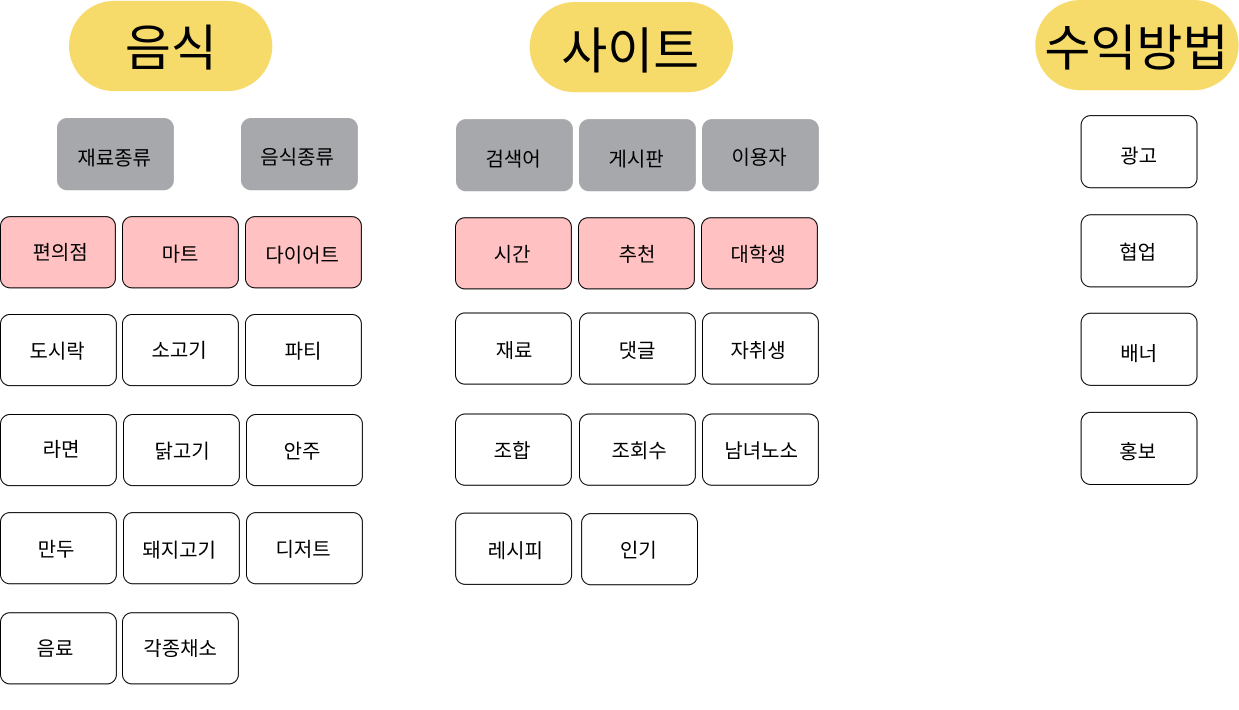 음식
사이트
수익방법
재료종류
음식종류
검색어
게시판
이용자
광고
편의점
마트
다이어트
시간
추천
대학생
협업
도시락
소고기
파티
재료
댓글
자취생
배너
라면
닭고기
안주
조합
조회수
남녀노소
홍보
만두
돼지고기
디저트
레시피
인기
음료
각종채소